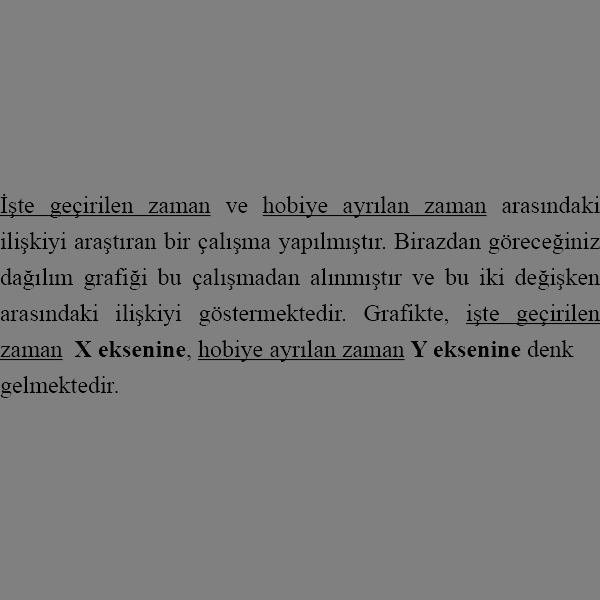 İşte geçirilen zaman ve hobiye ayrılan zaman arasındaki
ilişkiyi araştıran bir çalışma yapılmıştır. Birazdan göreceğiniz
dağılım grafiği bu çalışmadan alınmıştır ve bu iki değişken
arasındaki ilişkiyi göstermektedir. Grafikte, işte geçirilen
zaman X eksenine, hobiye ayrılan zaman Y eksenine denk
gelmektedir.